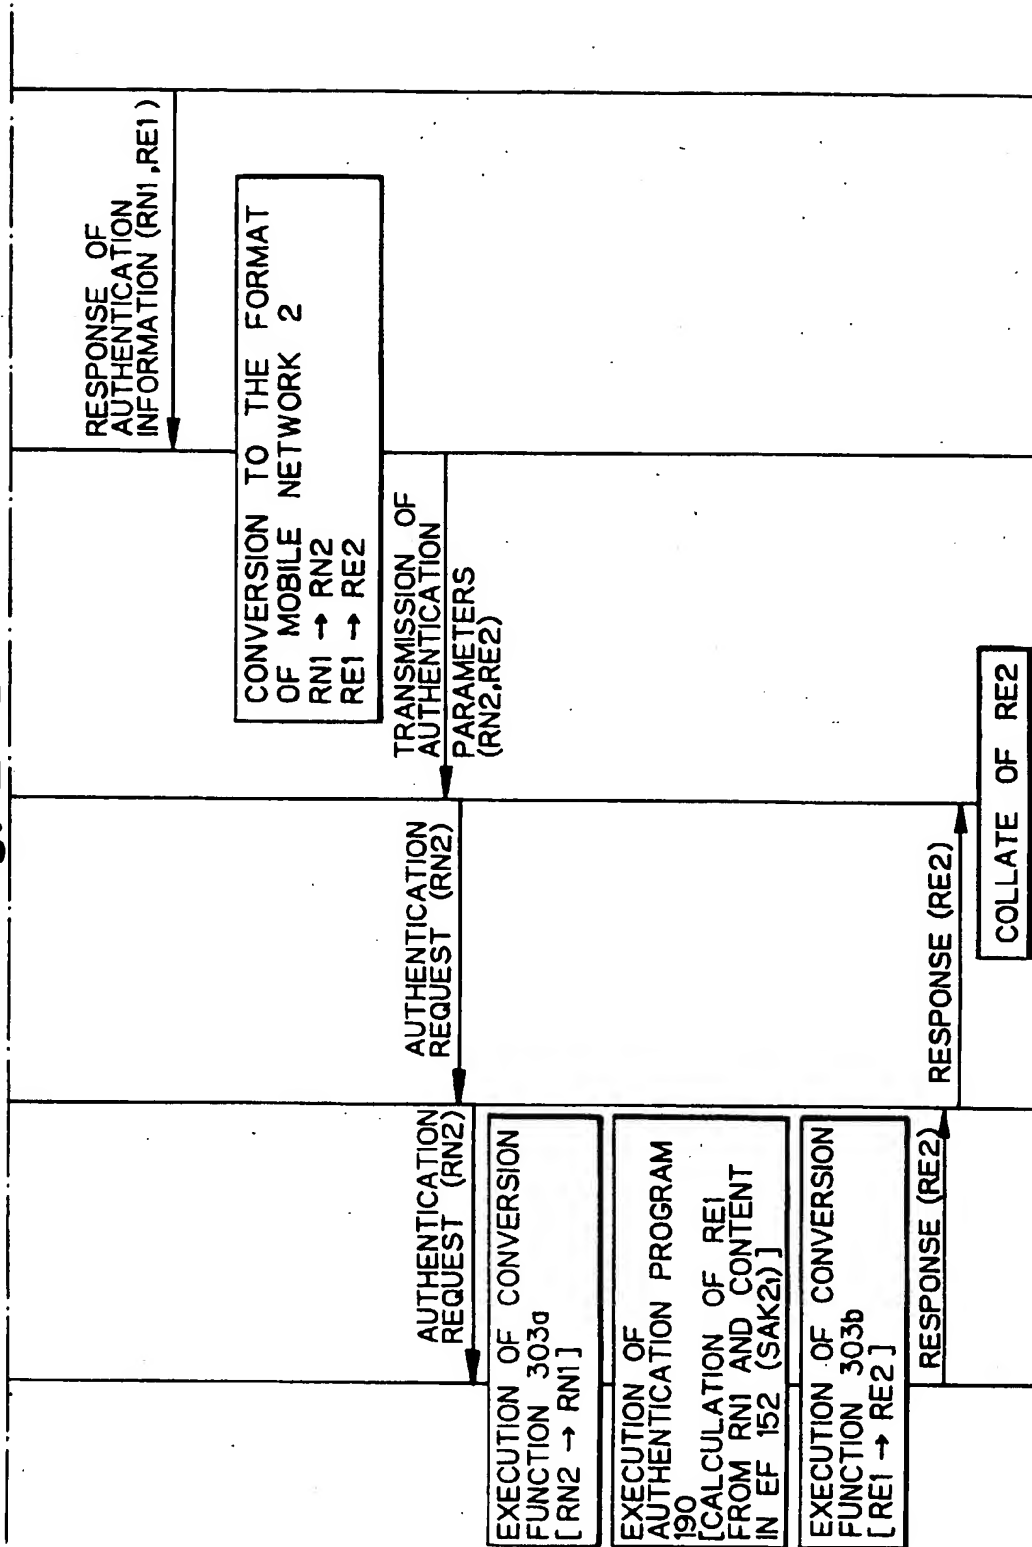 RESPONSE OF
AUTHENTICATION
INFORMATION (RN1,RE1)
CONVERSION TO THE FORMAT
OF MOBILE NETWORK 2
RN1 → RN2
RE1 → RE2
TRANSMISSION OF
AUTHENTICATION
PARAMETERS
(RN2,RE2)
AUTHENTICATION
REQUEST (RN2)
AUTHENTICATION
REQUEST (RN2)
EXECUTION OF CONVERSION
FUNCTION 303a
[RN2 → RN1]
EXECUTION OF
AUTHENTICATION PROGRAM
190
[CALCULATION OF RE1
FROM RN1 AND CONTENT
IN EF 152 (SAK21)]
EXECUTION OF CONVERSION
FUNCTION 303b
[RE1 → RE2]
RESPONSE (RE2)
RESPONSE (RE2)
COLLATE OF RE2